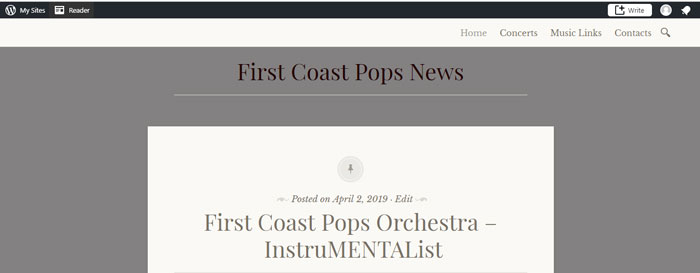 My Sites Reader Write
Home Concerts Music Links Contacts
First Coast Pops News
Posted on April 2, 2019 · Edit
First Coast Pops Orchestra –
InstruMENTAList